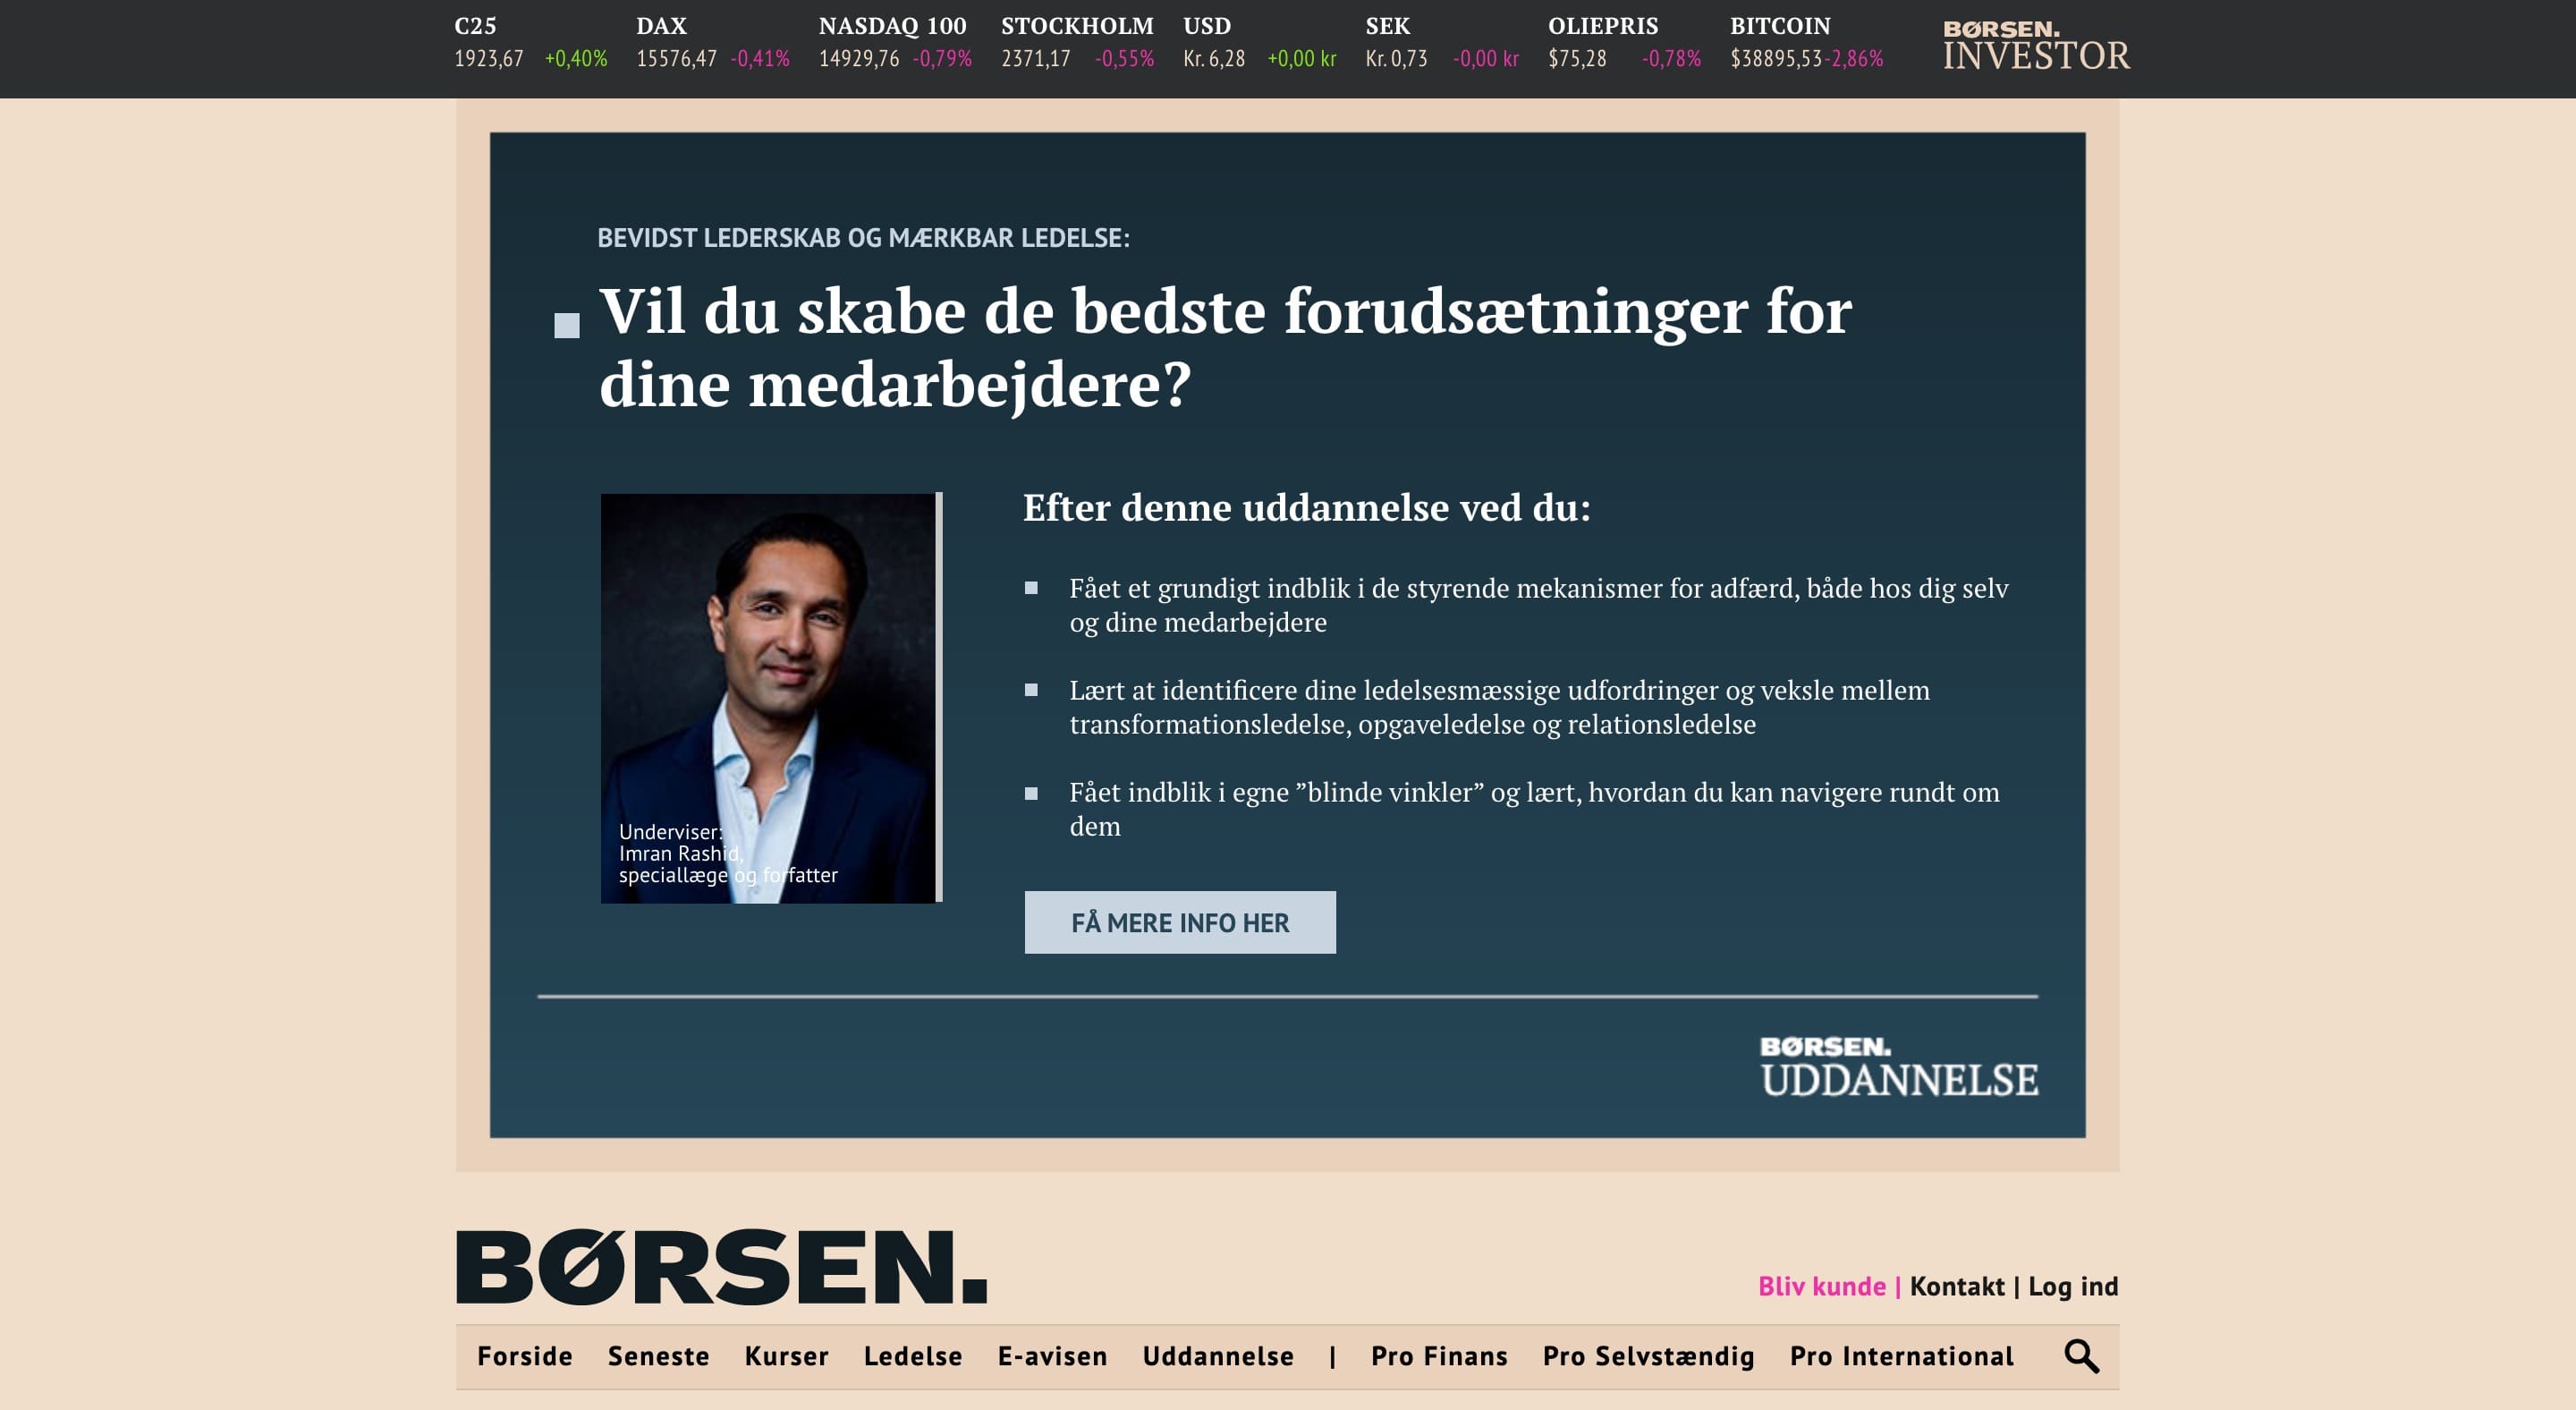 C25 DAX NASDAQ 100 STOCKHOLM USD SEK OLIEPRIS BITCOIN
1923,67 +0,40% 15576,47 -0,41% 14929,76 -0,79% 2371,17 -0,55% Kr. 6,28 +0,00 kr Kr. 0,73 -0,00 kr $75,28 -0,78% $38895,53 -2,86%
BØRSEN.
INVESTOR
BEVIDST LEDERSKAB OG MÆRKBAR LEDELSE:
Vil du skabe de bedste forudsætninger for
dine medarbejdere?
Underviser:
Imran Rashid,
speciallæge og forfatter
Efter denne uddannelse ved du:
Fået et grundigt indblik i de styrende mekanismer for adfærd, både hos dig selv
og dine medarbejdere
Lært at identificere dine ledelsesmæssige udfordringer og veksle mellem
transformationsledelse, opgaveledelse og relationsledelse
Fået indblik i egne ”blinde vinkler” og lært, hvordan du kan navigere rundt om
dem
FÅ MERE INFO HER
BØRSEN.
UDDANNELSE
BØRSEN.
Bliv kunde | Kontakt | Log ind
Forside Seneste Kurser Ledelse E-avisen Uddannelse | Pro Finans Pro Selvstændig Pro International